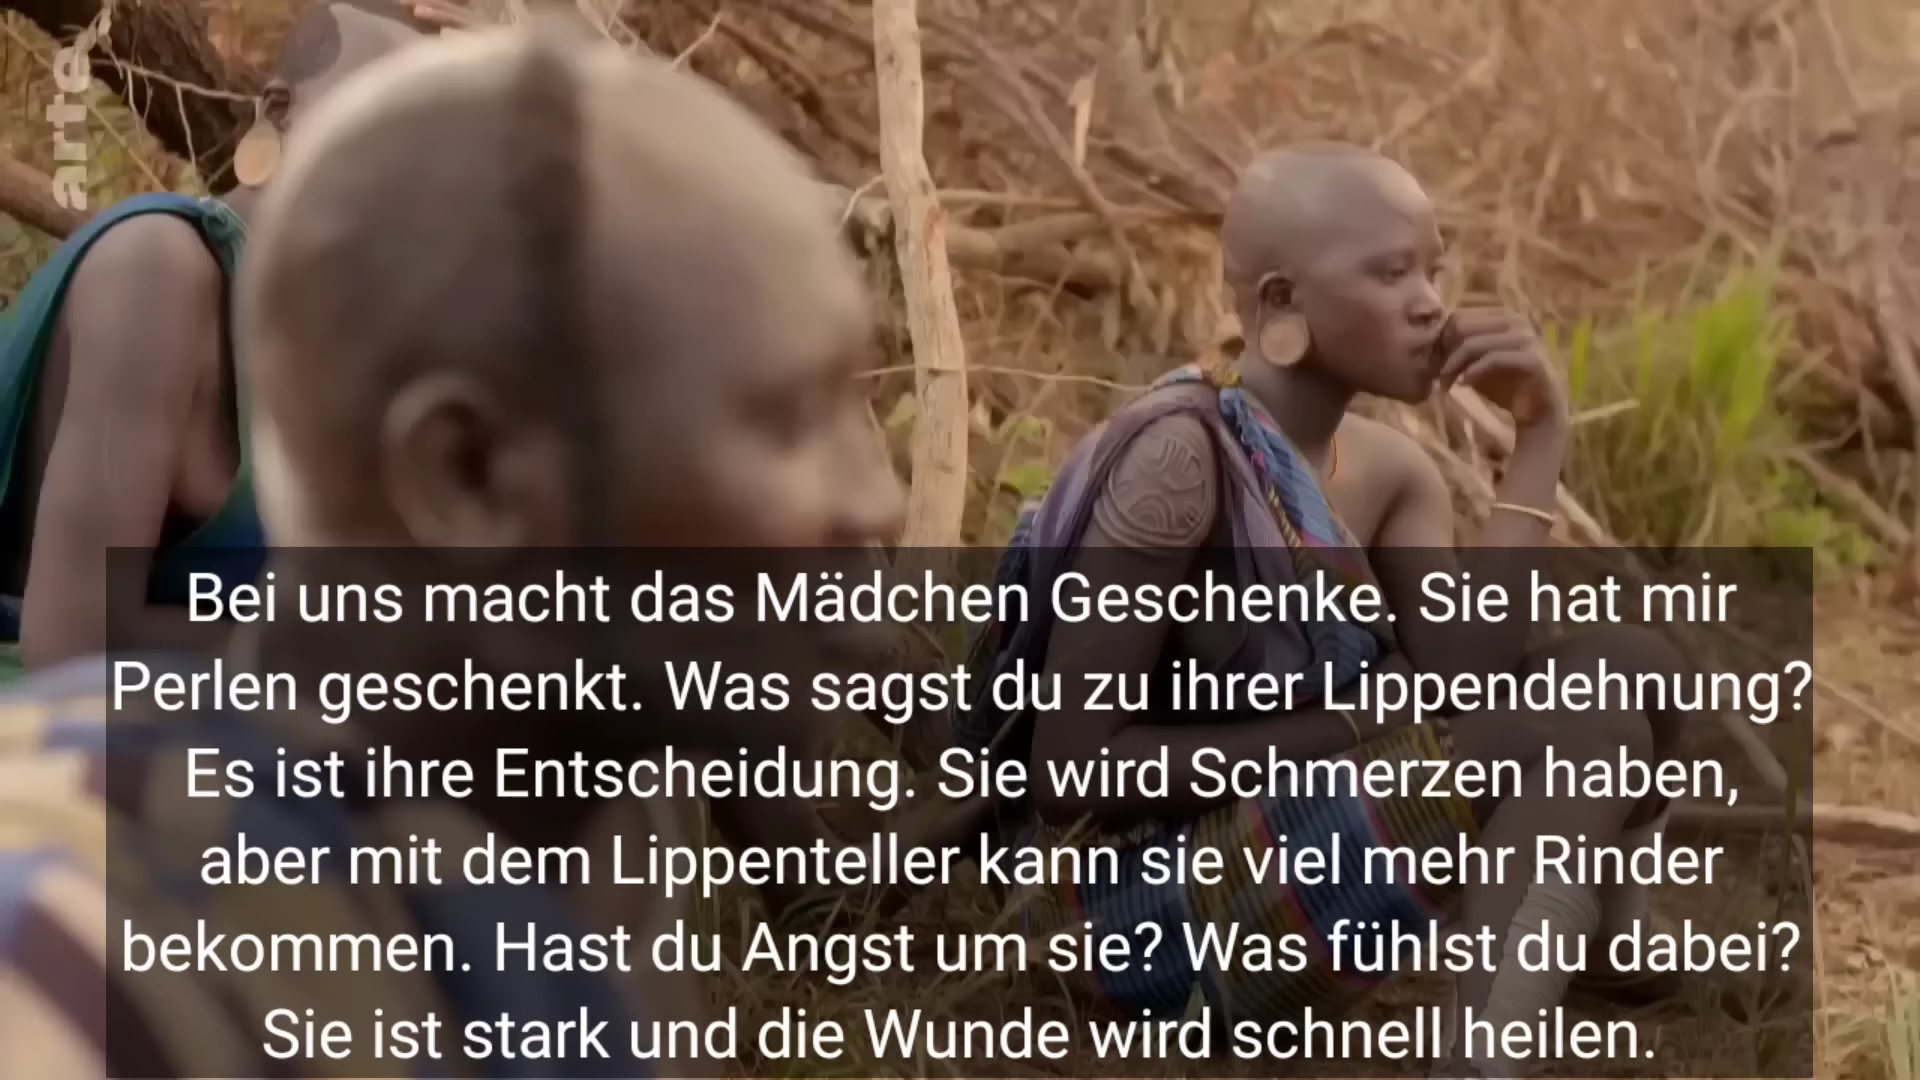 arte
Bei uns macht das Mädchen Geschenke. Sie hat mir
Perlen geschenkt. Was sagst du zu ihrer Lippendehnung?
Es ist ihre Entscheidung. Sie wird Schmerzen haben,
aber mit dem Lippenteller kann sie viel mehr Rinder
bekommen. Hast du Angst um sie? Was fühlst du dabei?
Sie ist stark und die Wunde wird schnell heilen.